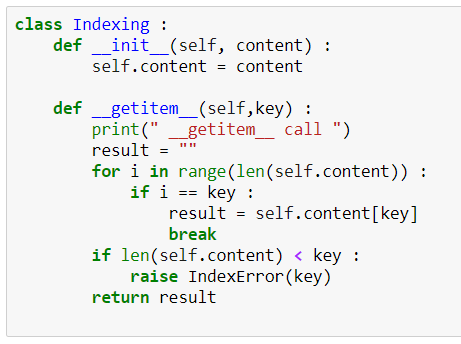 class Indexing :
    def __init__(self, content) :
        self.content = content

    def __getitem__(self,key) :
        print(" __getitem__ call ")
        result = ""
        for i in range(len(self.content)) :
            if i == key :
                result = self.content[key]
                break
        if len(self.content) < key :
            raise IndexError(key)
        return result